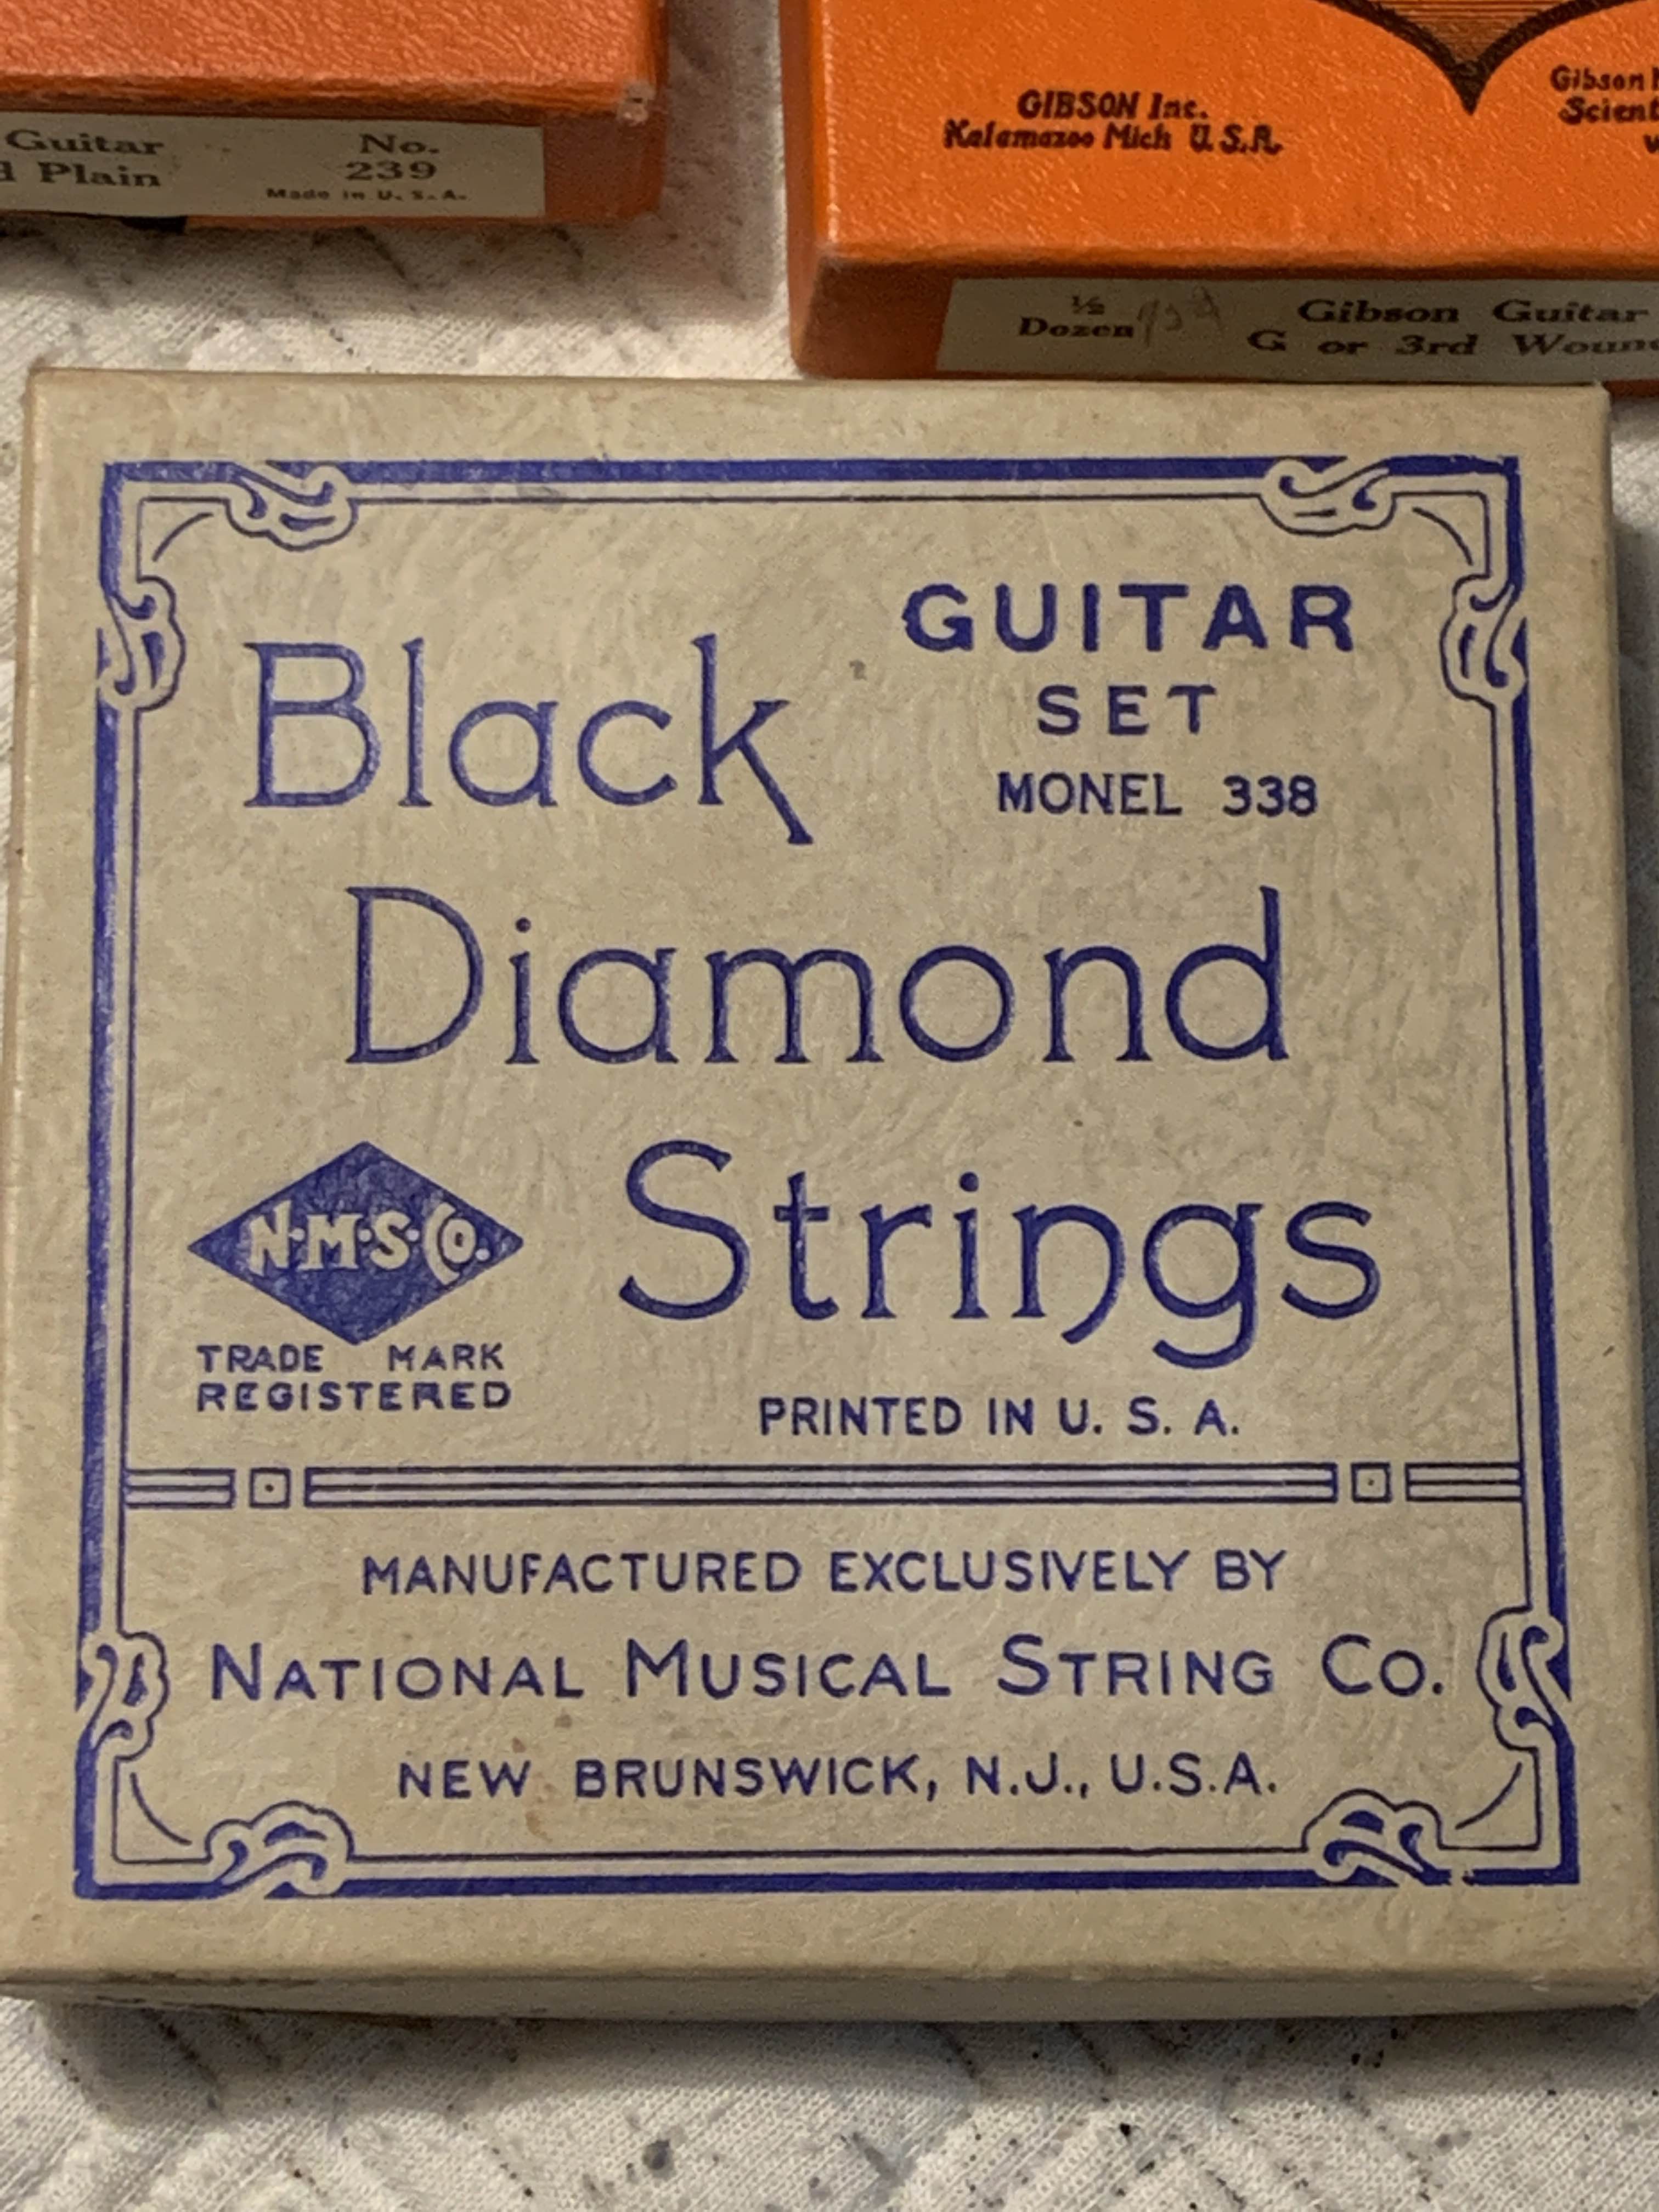 Guitar
Plain
No.
239
Made in U. S. A.
GIBSON Inc.
Kalamazoo Mich U.S.A.
Gibson
½
Dozen
Gibson Guitar
G or 3rd
Black
GUITAR
SET
MONEL 338
Diamond
N·M·S·Co.
TRADE MARK
REGISTERED
Strings
PRINTED IN U. S. A.
MANUFACTURED EXCLUSIVELY BY
NATIONAL MUSICAL STRING CO.
NEW BRUNSWICK, N.J., U.S.A.